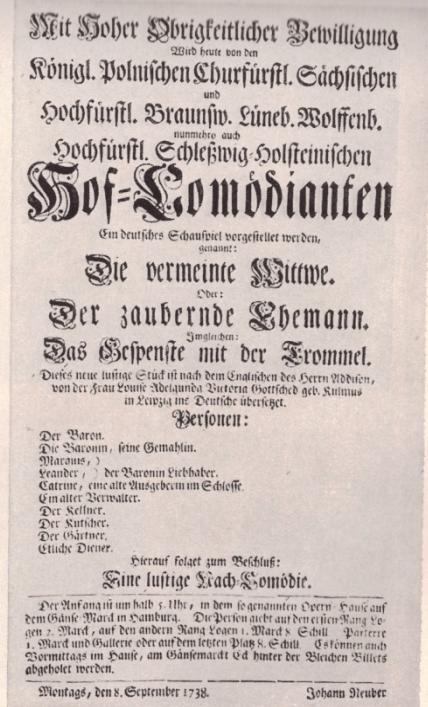 Mit Hoher Obrigkeitlicher Bewilligung
Wird heute von den
Königl. Polnischen Churfürstl. Sächsischen
und
Hochfürstl. Braunsw. Lüneb. Wolffenb.
nunmehro auch
Hochfürstl. Schleßwig-Holsteinischen
Hof-Comödianten
Ein deutsches Schauspiel vorgestellet werden,
genannt:
Die vermeinte Wittwe.
Oder:
Der zaubernde Ehemann.
Imgleichen:
Das Gespenste mit der Trommel.
Dieses neue lustige Stück ist nach dem Englischen des Herrn Addison,
von der Frau Louise Adelgunda Victoria Gottsched geb. Kulmus
in Leipzig ins Deutsche übersetzet.
Personen:
Der Baron.
Die Baronin, seine Gemahlin.
Marquis, )
Leander, ) der Baronin Liebhaber.
Catrine, eine alte Ausgeberin im Schlosse.
Ein alter Verwalter.
Der Kellner.
Der Kutscher.
Der Gärtner.
Etliche Diener.
Hierauf folget zum Beschluß:
Eine lustige Nach-Comödie.
Der Anfang ist um halb 5. Uhr, in dem so genannten Opern-Hause auf
dem Gänse-Marck in Hamburg. Die Person giebt auf den ersten Rang Lo-
gen 2. Marck, auf den andern Rang Logen 1. Marck 8 Schill. Parterre
1. Marck und Gallerie oder auf dem letzten Platz 8. Schill. Es können auch
Vormittags im Hause, am Gänsemarckt Eck hinter der Bleichen Billets
abgeholet werden.
Montags, den 8. September 1738. Johann Neuber